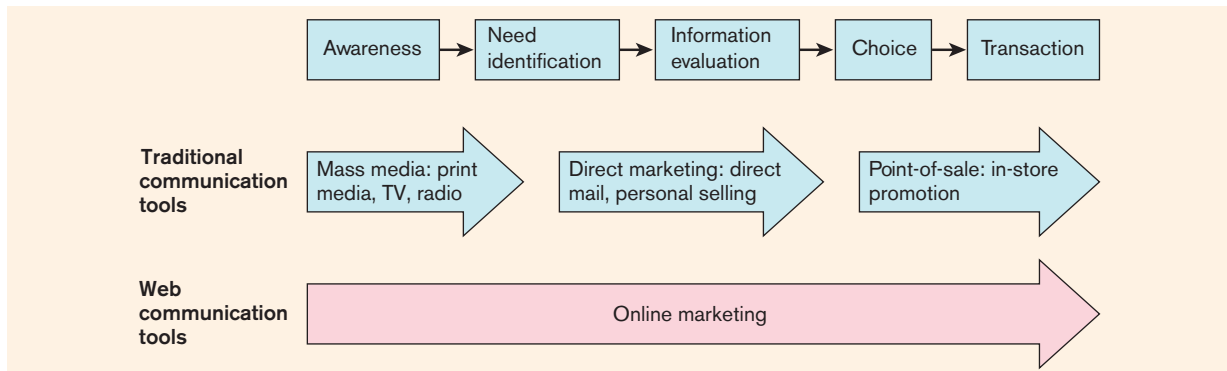 Awareness
Need
identification
Information
evaluation
Choice
Transaction
Traditional
communication
tools
Mass media: print
media, TV, radio
Direct marketing: direct
mail, personal selling
Point-of-sale: in-store
promotion
Web
communication
tools
Online marketing